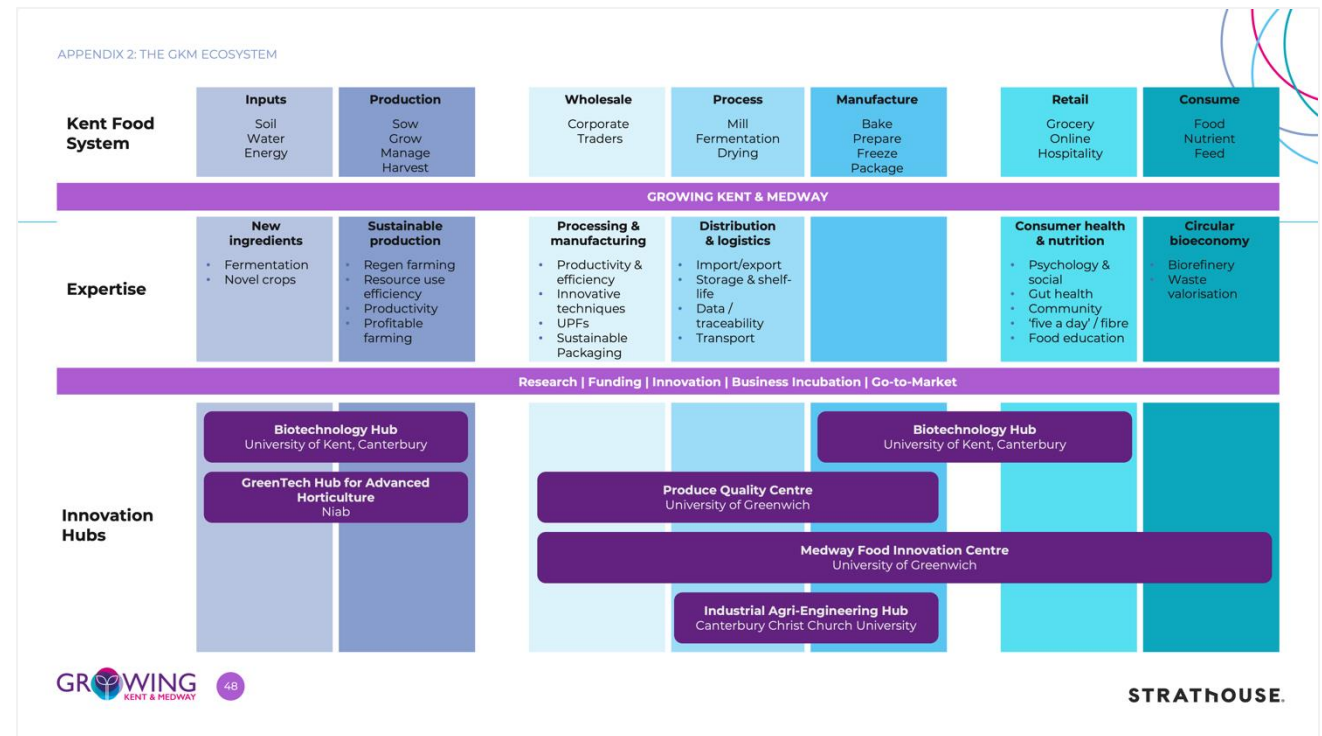 APPENDIX 2: THE GKM ECOSYSTEM
Kent Food
System
Inputs
Soil
Water
Energy
Production
Sow
Grow
Manage
Harvest
Wholesale
Corporate
Traders
Process
Mill
Fermentation
Drying
Manufacture
Bake
Prepare
Freeze
Package
Retail
Grocery
Online
Hospitality
Consume
Food
Nutrient
Feed
GROWING KENT & MEDWAY
Expertise
New
ingredients
• Fermentation
• Novel crops
Sustainable
production
• Regen farming
• Resource use
efficiency
• Productivity
• Profitable
farming
Processing &
manufacturing
• Productivity &
efficiency
• Innovative
techniques
• UPFs
• Sustainable
Packaging
Distribution
& logistics
• Import/export
• Storage & shelf-
life
• Data /
traceability
• Transport
Consumer health
& nutrition
• Psychology &
social
• Gut health
• Community
• ‘five a day’ / fibre
• Food education
Circular
bioeconomy
• Biorefinery
• Waste
valorisation
Research | Funding | Innovation | Business Incubation | Go-to-Market
Innovation
Hubs
Biotechnology Hub
University of Kent, Canterbury
Biotechnology Hub
University of Kent, Canterbury
GreenTech Hub for Advanced
Horticulture
Niab
Produce Quality Centre
University of Greenwich
Medway Food Innovation Centre
University of Greenwich
Industrial Agri-Engineering Hub
Canterbury Christ Church University
GROWING
KENT & MEDWAY
48
STRATHOUSE.